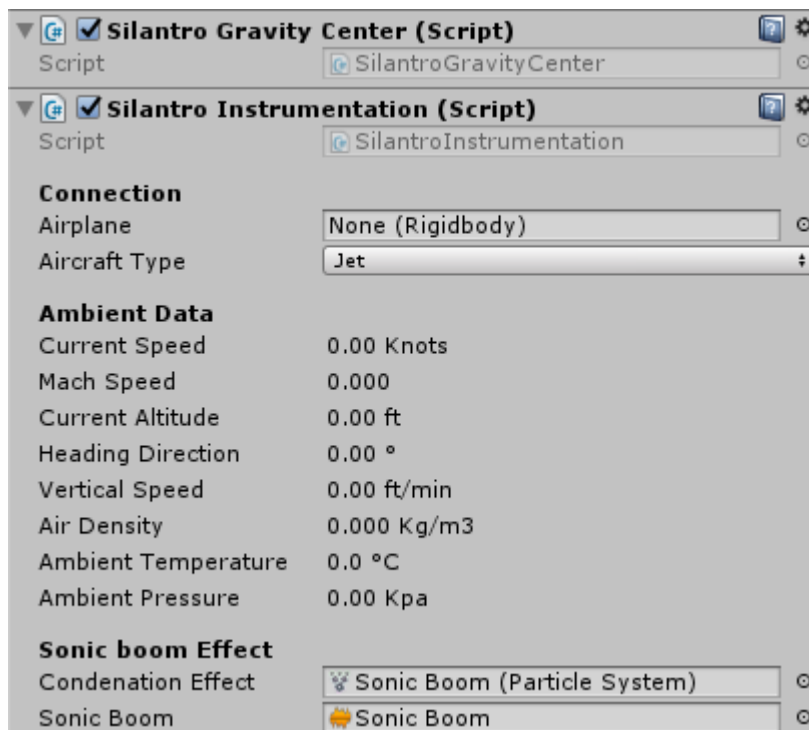 Silantro Gravity Center (Script)
Script SilantroGravityCenter
Silantro Instrumentation (Script)
Script SilantroInstrumentation
Connection
Airplane None (Rigidbody)
Aircraft Type Jet
Ambient Data
Current Speed 0.00 Knots
Mach Speed 0.000
Current Altitude 0.00 ft
Heading Direction 0.00 °
Vertical Speed 0.00 ft/min
Air Density 0.000 Kg/m3
Ambient Temperature 0.0 °C
Ambient Pressure 0.00 Kpa
Sonic boom Effect
Condenation Effect Sonic Boom (Particle System)
Sonic Boom Sonic Boom